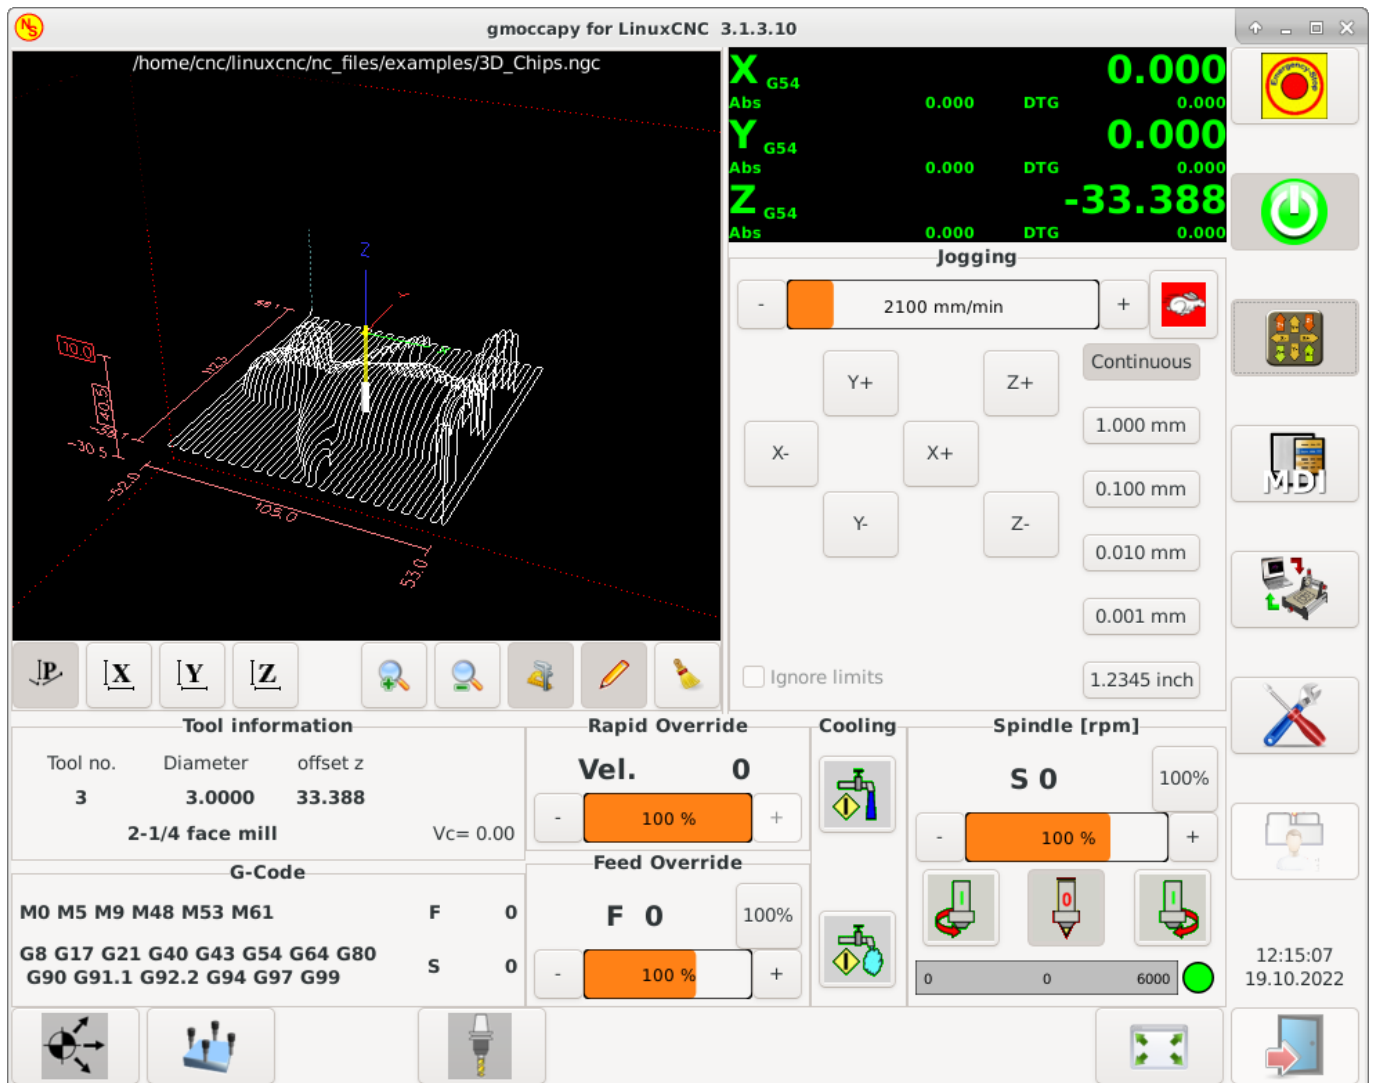 gmoccapy for LinuxCNC 3.1.3.10
/home/cnc/linuxcnc/nc_files/examples/3D_Chips.ngc
Z
10.0
40.5
-30.5
-52.0
105.0
53.0
X G54 0.000
Abs 0.000 DTG 0.000
Y G54 0.000
Abs 0.000 DTG 0.000
Z G54 -33.388
Abs 0.000 DTG 0.000
Emergency-Stop
Jogging
- 2100 mm/min +
Continuous
Y+ Z+
1.000 mm
X- X+
0.100 mm
Y- Z-
0.010 mm
0.001 mm
Ignore limits
1.2345 inch
MDI
P X Y Z
Tool information
Tool no. Diameter offset z
3 3.0000 33.388
2-1/4 face mill Vc= 0.00
G-Code
M0 M5 M9 M48 M53 M61 F 0
G8 G17 G21 G40 G43 G54 G64 G80
G90 G91.1 G92.2 G94 G97 G99
S 0
Rapid Override
Vel. 0
- 100 % +
Feed Override
F 0 100%
- 100 % +
Cooling
Spindle [rpm]
S 0 100%
- 100 % +
I 0 I
0 0 6000
12:15:07
19.10.2022